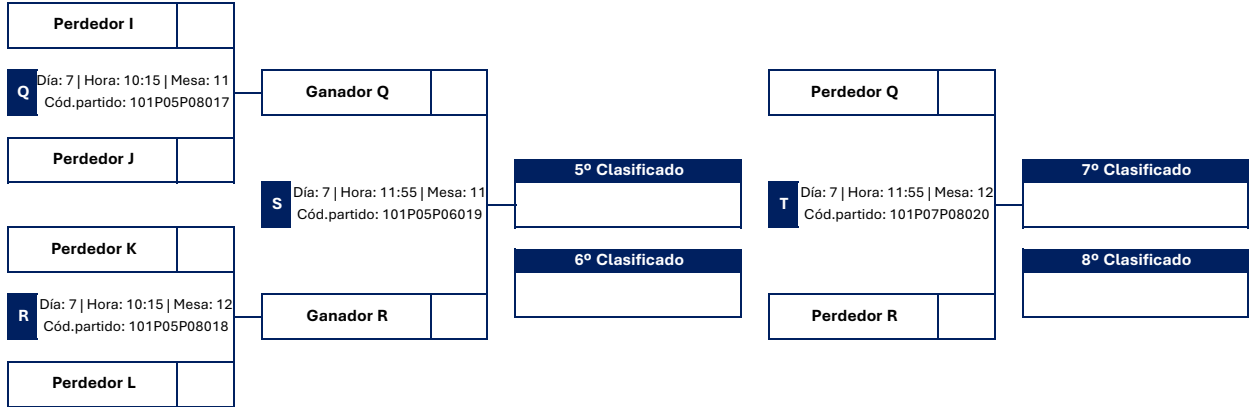 Perdedor I
Q
Día: 7 | Hora: 10:15 | Mesa: 11
Cód.partido: 101P05P08017
Perdedor J
Perdedor K
R
Día: 7 | Hora: 10:15 | Mesa: 12
Cód.partido: 101P05P08018
Perdedor L
Ganador Q
S
Día: 7 | Hora: 11:55 | Mesa: 11
Cód.partido: 101P05P06019
Ganador R
5º Clasificado
6º Clasificado
Perdedor Q
T
Día: 7 | Hora: 11:55 | Mesa: 12
Cód.partido: 101P07P08020
Perdedor R
7º Clasificado
8º Clasificado